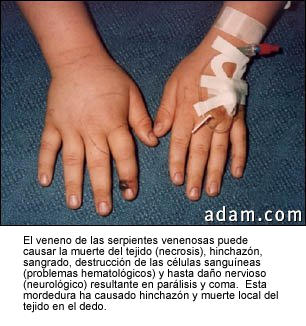 adam.com
El veneno de las serpientes venenosas puede
causar la muerte del tejido (necrosis), hinchazón,
sangrado, destrucción de las células sanguíneas
(problemas hematológicos) y hasta daño nervioso
(neurológico) resultante en parálisis y coma.  Esta
mordedura ha causado hinchazón y muerte local del
tejido en el dedo.